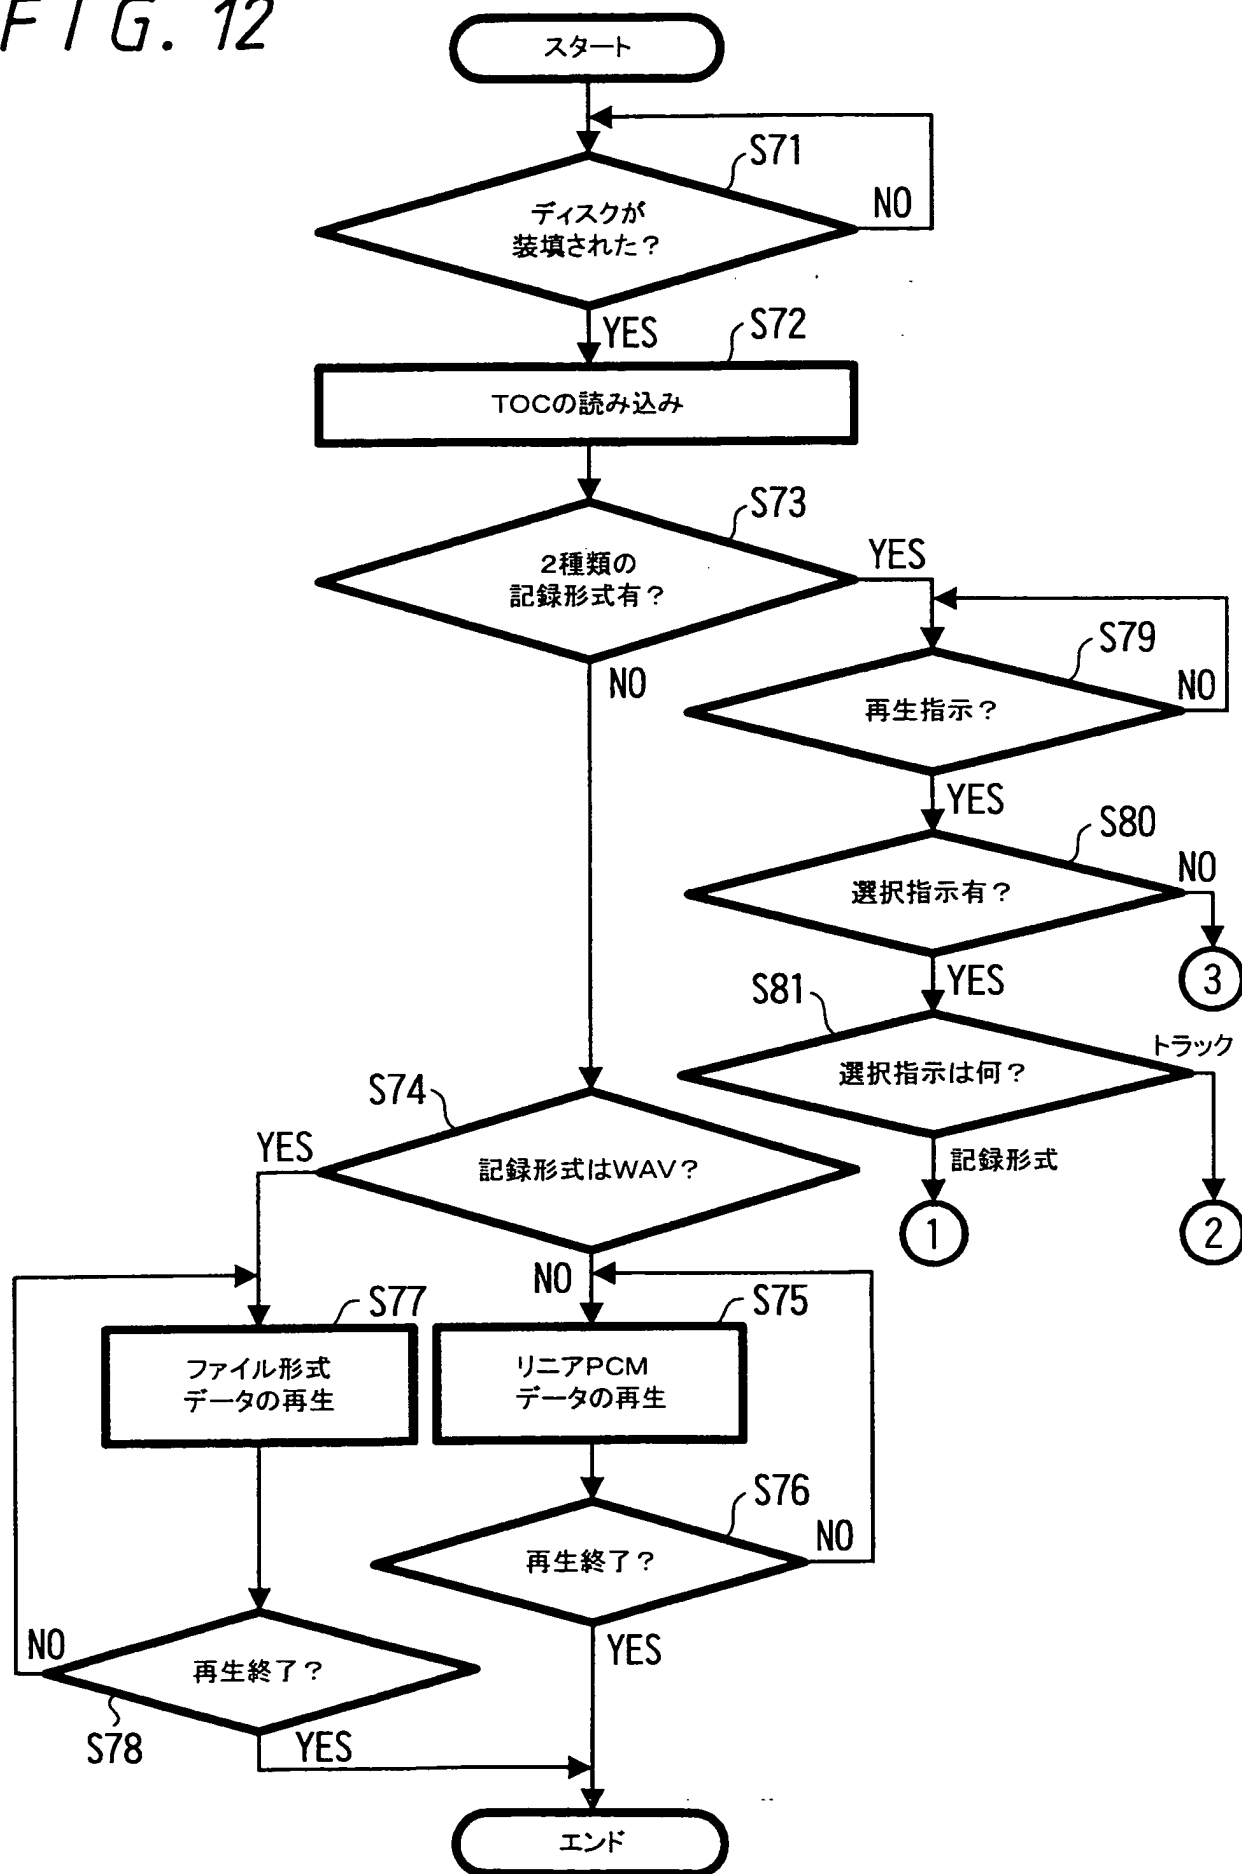 FIG. 12
スタート
S71
NO
ディスクが
装填された?
YES
S72
TOCの読み込み
S73
YES
2種類の
記録形式有?
NO
S79
NO
再生指示?
YES
S80
NO
選択指示有?
3
YES
S81
トラック
選択指示は何?
記録形式
1
2
S74
YES
記録形式はWAV?
NO
S77
S75
ファイル形式
データの再生
リニアPCM
データの再生
S76
NO
再生終了?
YES
NO
再生終了?
S78
YES
エンド